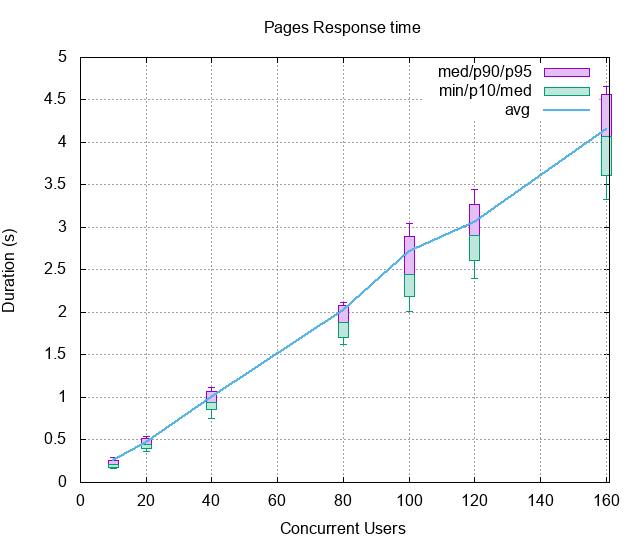 Pages Response time
5
4.5
4
3.5
3
2.5
2
1.5
1
0.5
0
Duration (s)
med/p90/p95
min/p10/med
avg
0 20 40 60 80 100 120 140 160
Concurrent Users